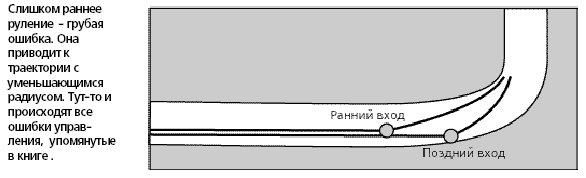 Слишком раннее
руление – грубая
ошибка. Она
приводит к
траектории с
уменьшающимся
радиусом. Тут-то и
происходят все
ошибки управ-
ления, упомянутые
в книге .
Ранний вход
Поздний вход